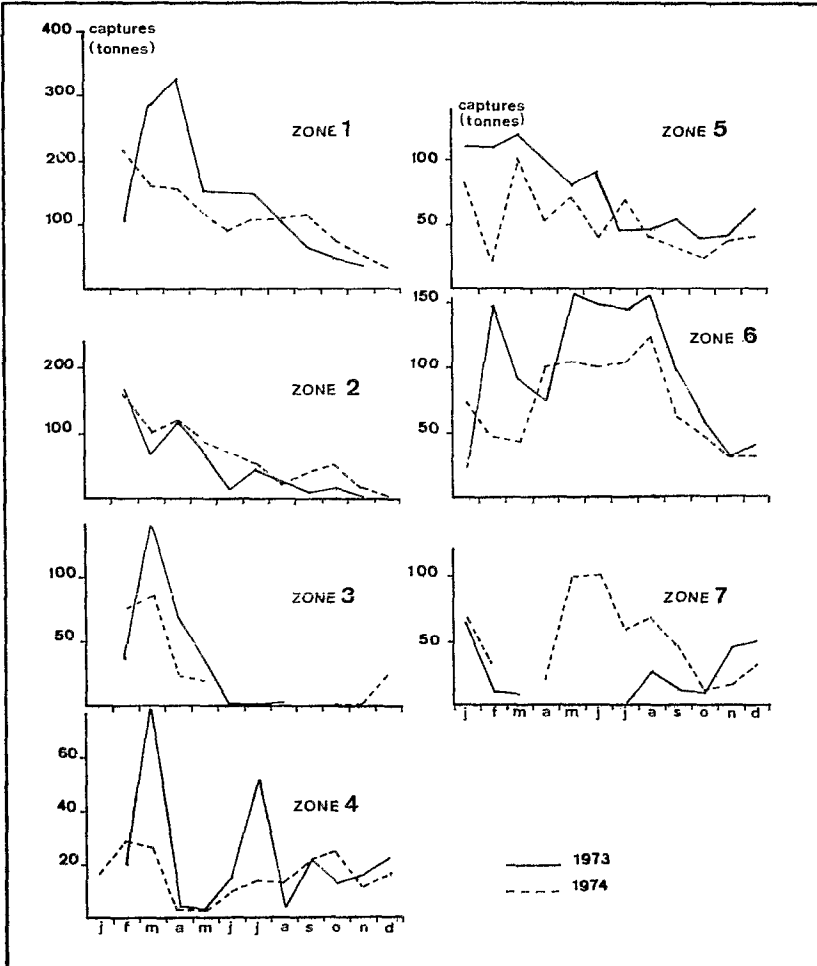 400 captures
(tonnes)
300
200
100
ZONE 1
200
100
ZONE 2
100
50
ZONE 3
60
40
20
ZONE 4
j f m a m j j a s o n d
captures
(tonnes)
100
50
ZONE 5
150
100
50
ZONE 6
100
50
ZONE 7
j f m a m j j a s o n d
1973
1974